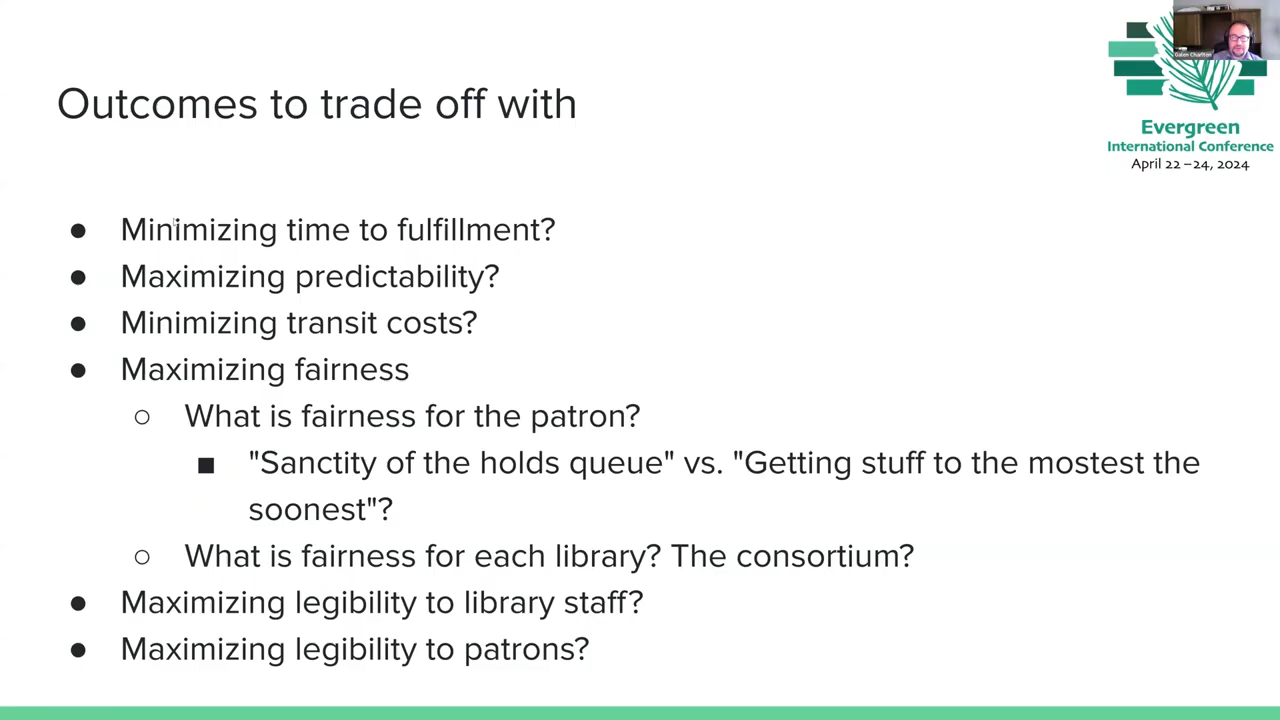 Outcomes to trade off with
Galen Charlton
Evergreen
International Conference
April 22–24, 2024
● Minimizing time to fulfillment?
● Maximizing predictability?
● Minimizing transit costs?
● Maximizing fairness
○ What is fairness for the patron?
■ "Sanctity of the holds queue" vs. "Getting stuff to the mostest the
soonest"?
○ What is fairness for each library? The consortium?
● Maximizing legibility to library staff?
● Maximizing legibility to patrons?